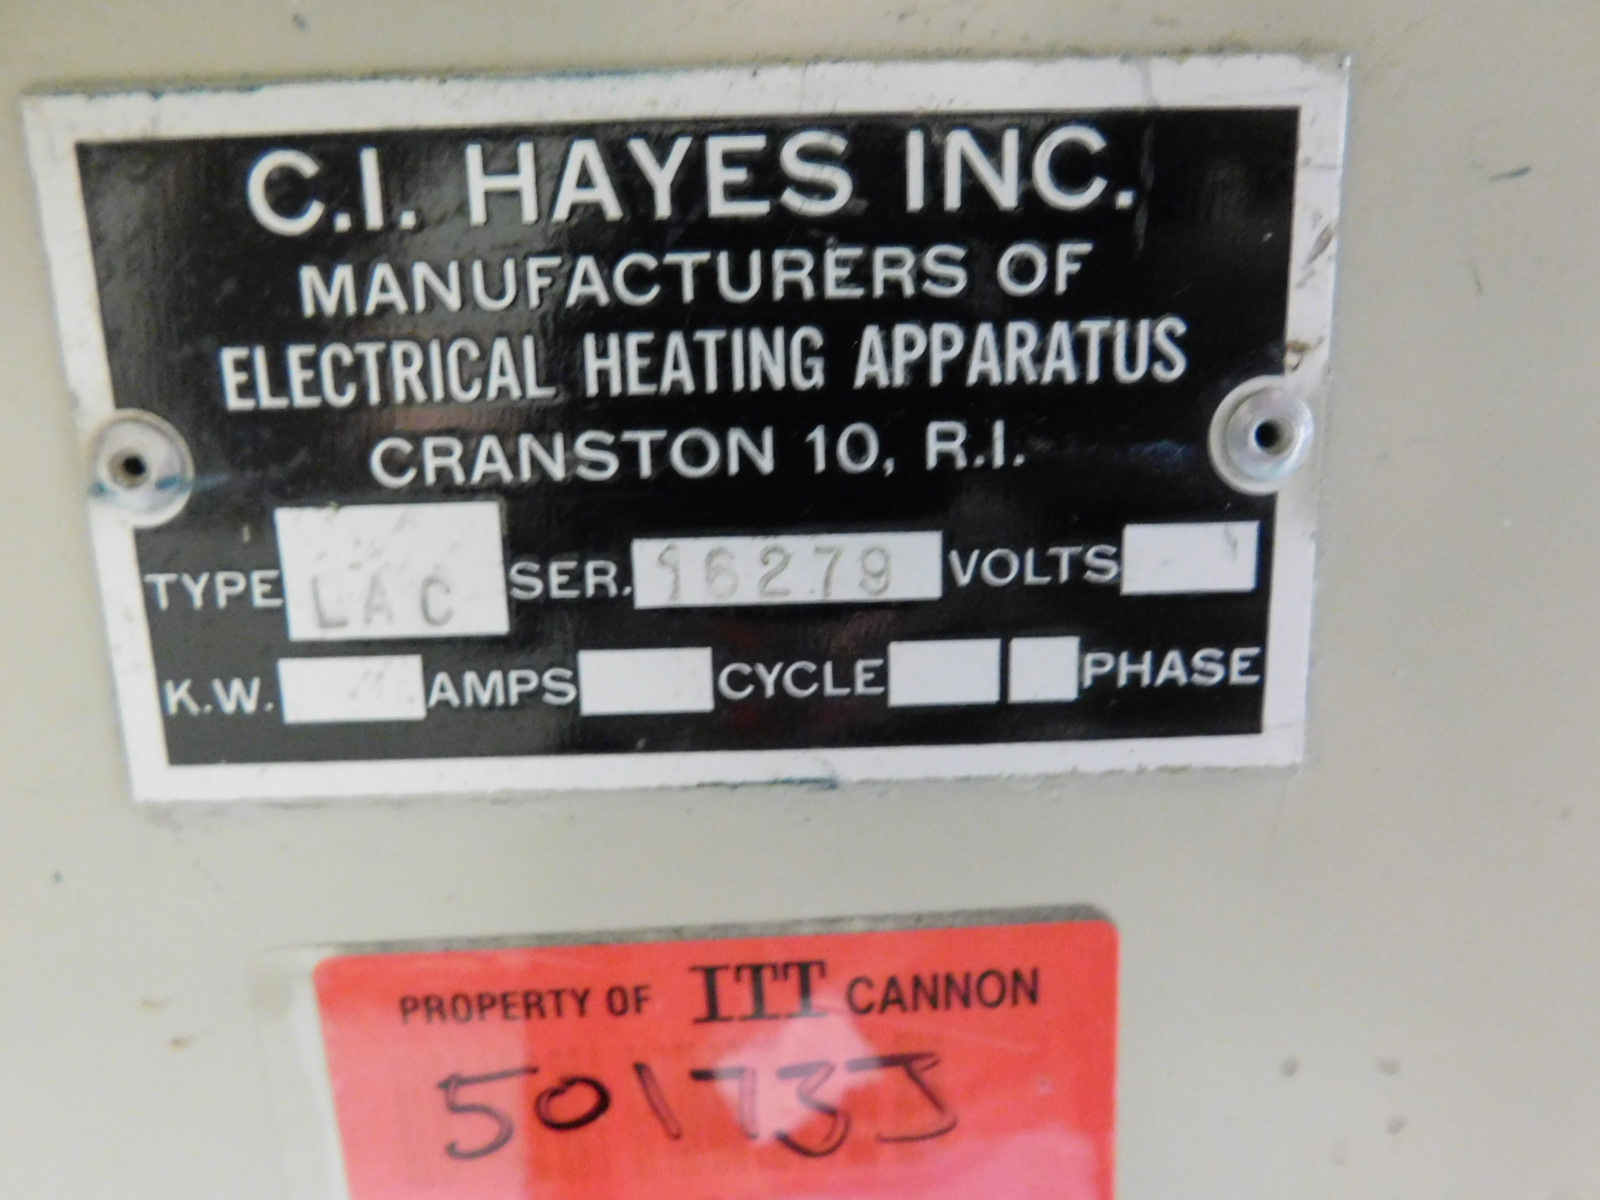 C.I. HAYES INC.
MANUFACTURERS OF
ELECTRICAL HEATING APPARATUS
CRANSTON 10, R.I.
TYPE LAC SER. 16279 VOLTS
K.W. AMPS CYCLE PHASE
PROPERTY OF ITT CANNON
50173J